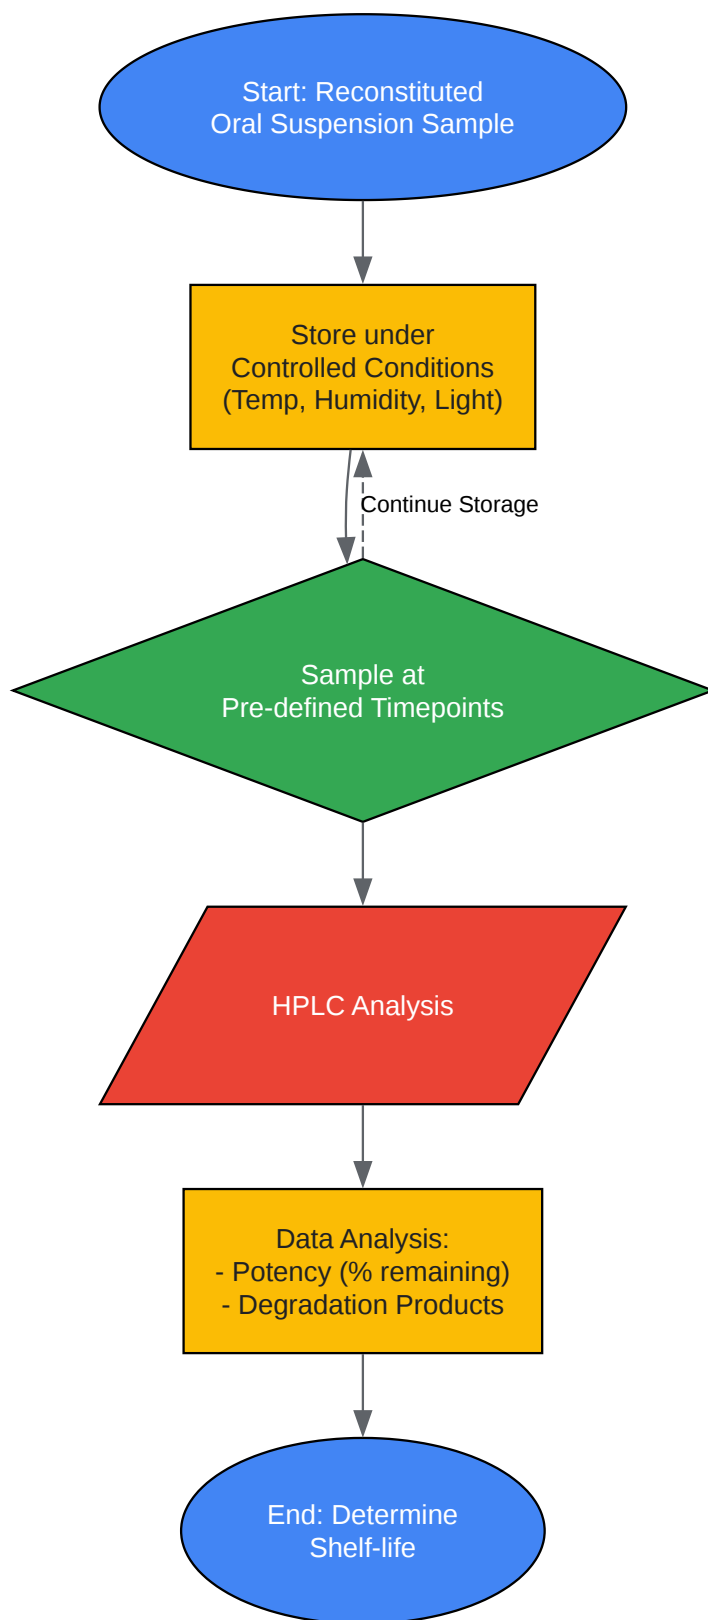 Start: Reconstituted
Oral Suspension Sample
Store under
Controlled Conditions
(Temp, Humidity, Light)
Continue Storage
Sample at
Pre-defined Timepoints
HPLC Analysis
Data Analysis:
- Potency (% remaining)
- Degradation Products
End: Determine
Shelf-life